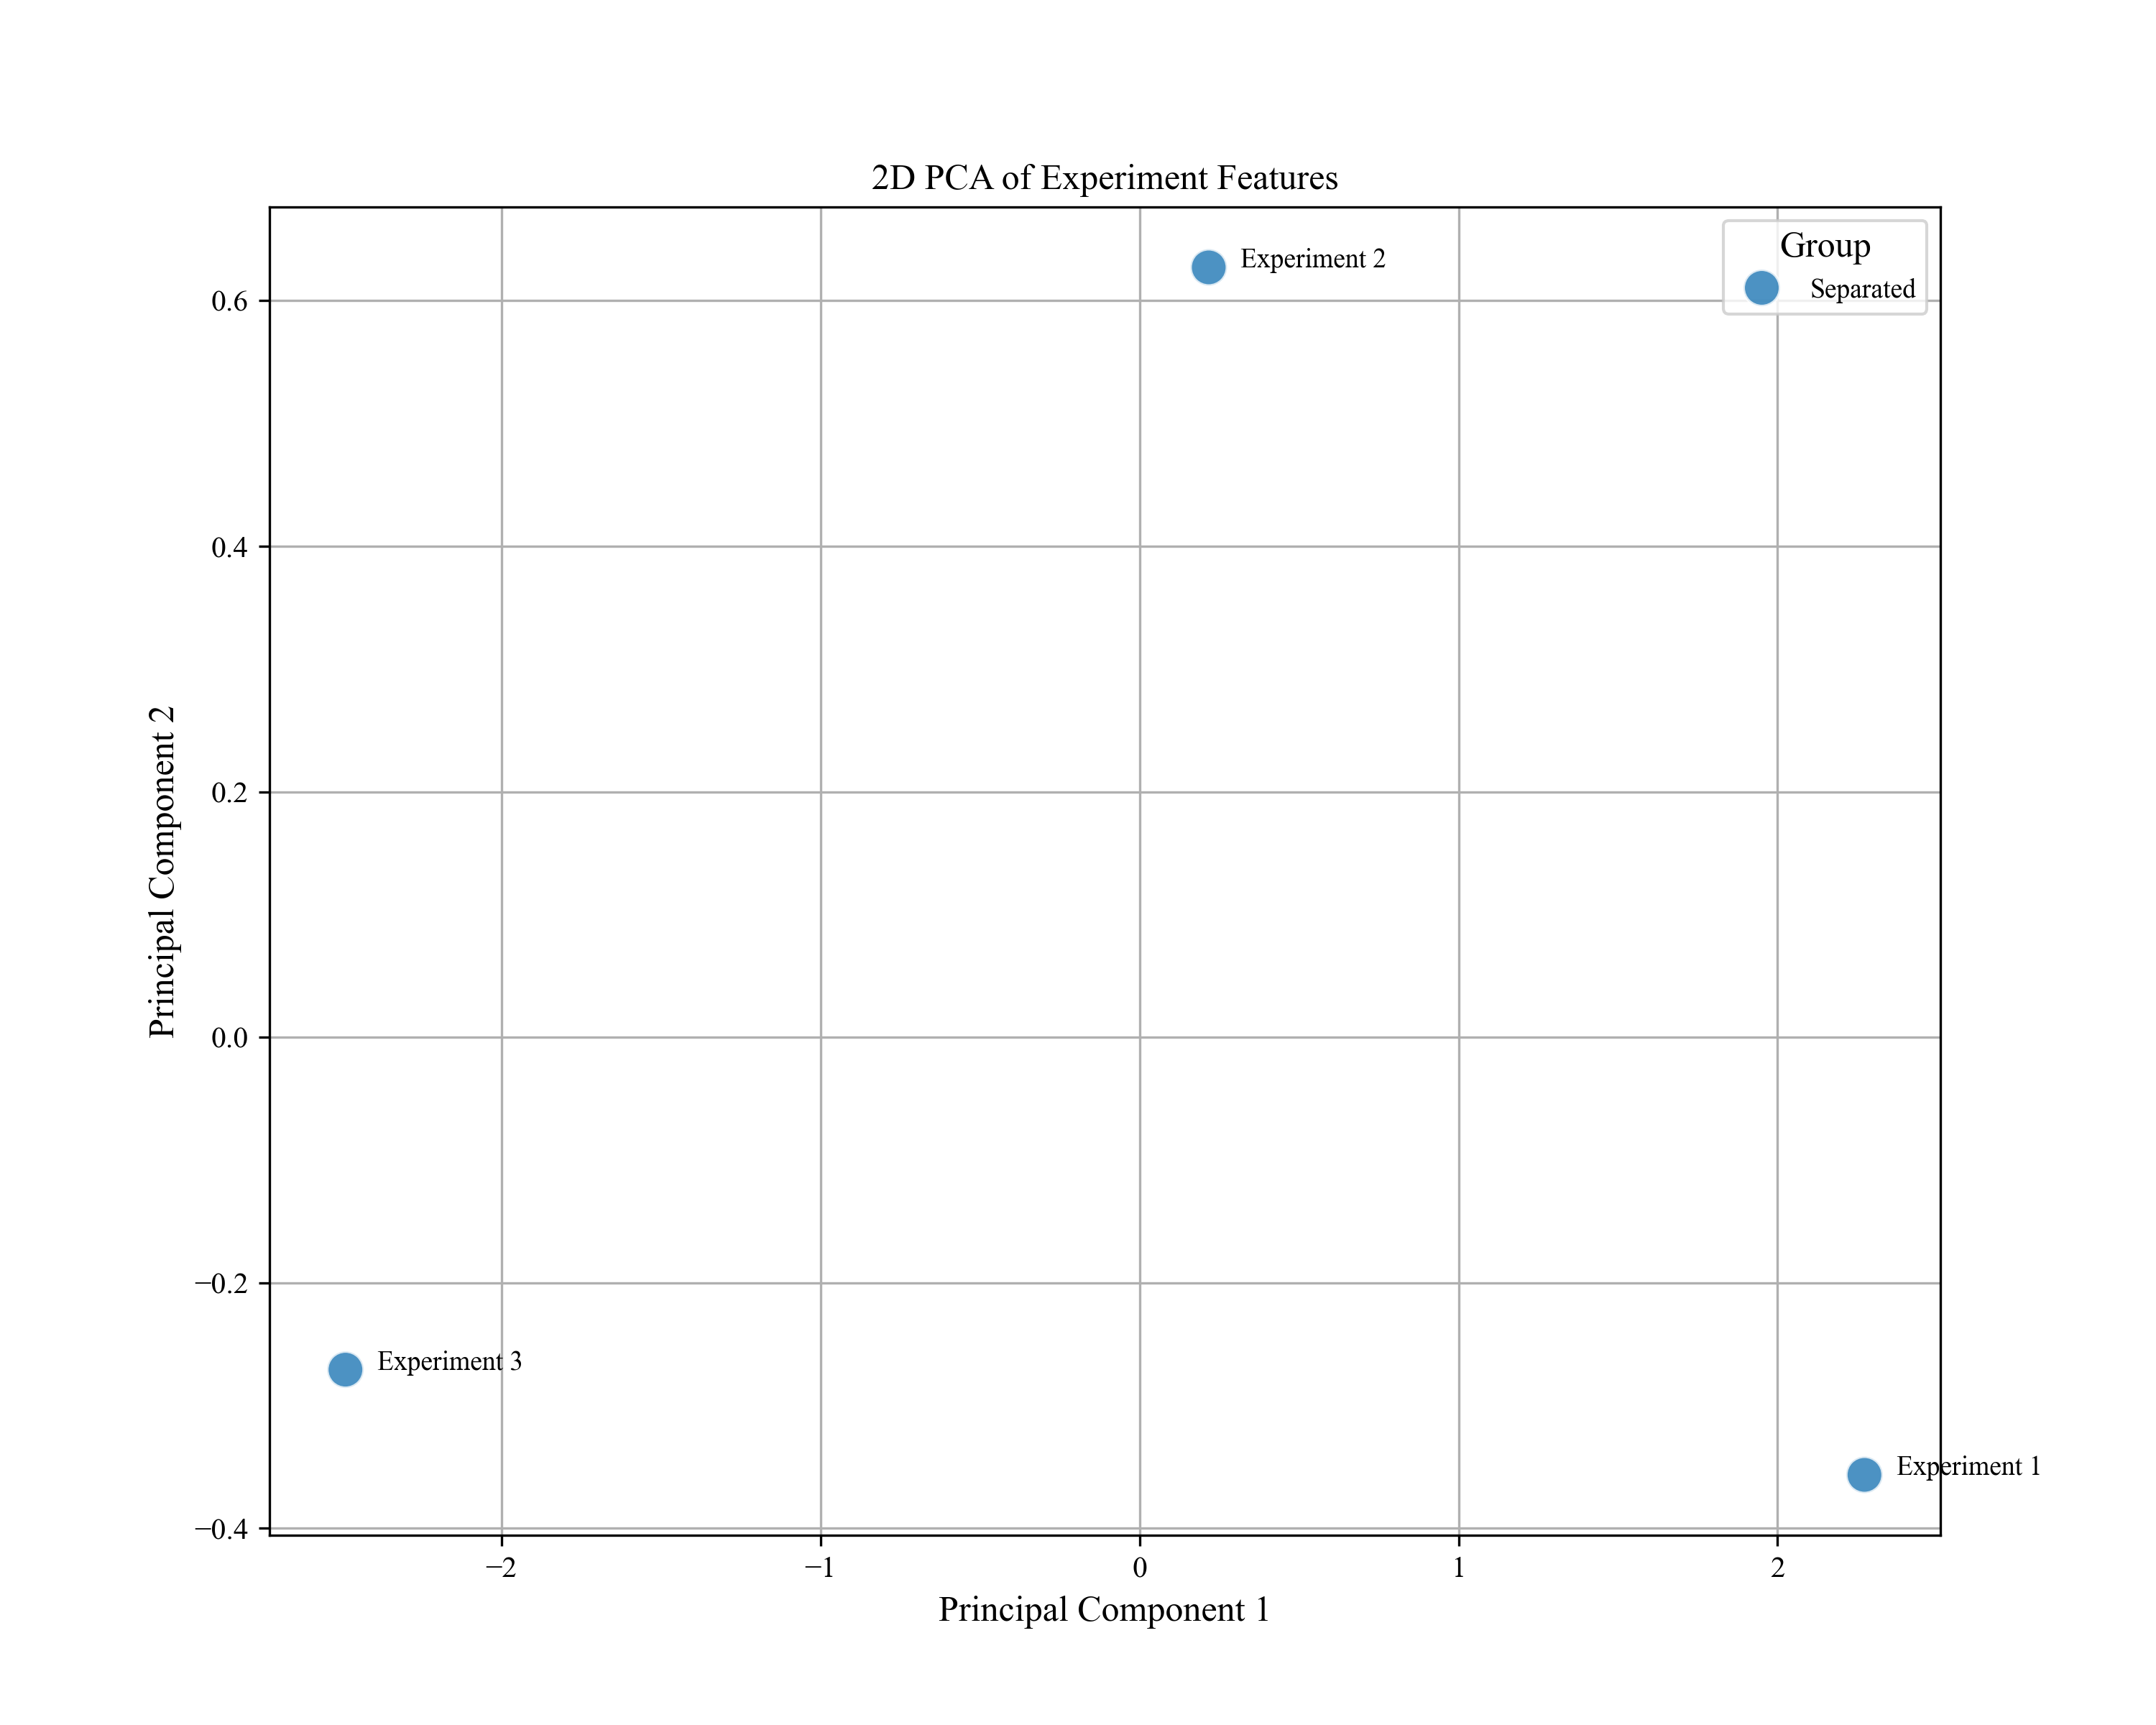 2D PCA of Experiment Features
Group
Separated
Experiment 2
Experiment 3
Experiment 1
Principal Component 2
0.6
0.4
0.2
0.0
−0.2
−0.4
−2
−1
0
1
2
Principal Component 1